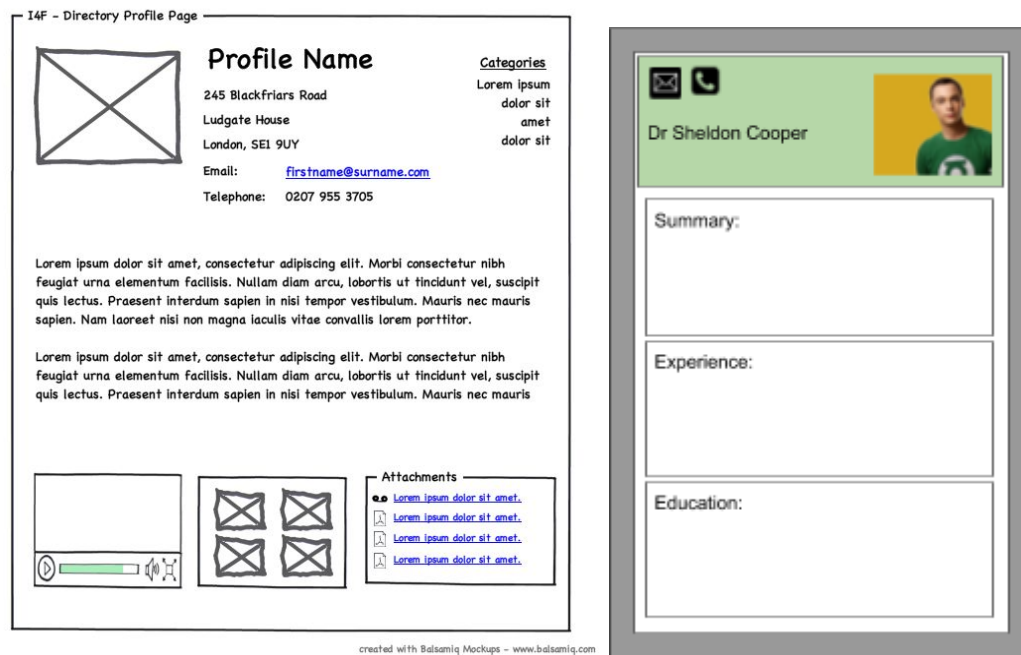 I4F - Directory Profile Page
Profile Name
245 Blackfriars Road
Ludgate House
London, SE1 9UY
Email: firstname@surname.com
Telephone: 0207 955 3705
Categories
Lorem ipsum
dolor sit
amet
dolor sit
Lorem ipsum dolor sit amet, consectetur adipiscing elit. Morbi consectetur nibh
feugiat urna elementum facilisis. Nullam diam arcu, lobortis ut tincidunt vel, suscipit
quis lectus. Praesent interdum sapien in nisi tempor vestibulum. Mauris nec mauris
sapien. Nam laoreet nisi non magna iaculis vitae convallis lorem porttitor.
Lorem ipsum dolor sit amet, consectetur adipiscing elit. Morbi consectetur nibh
feugiat urna elementum facilisis. Nullam diam arcu, lobortis ut tincidunt vel, suscipit
quis lectus. Praesent interdum sapien in nisi tempor vestibulum. Mauris nec mauris
Attachments
Lorem ipsum dolor sit amet.
Lorem ipsum dolor sit amet.
Lorem ipsum dolor sit amet.
Lorem ipsum dolor sit amet.
created with Balsamiq Mockups - www.balsamiq.com
Dr Sheldon Cooper
Summary:
Experience:
Education: